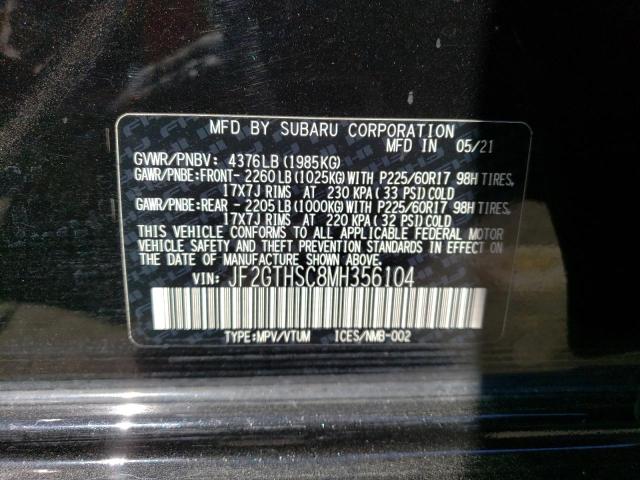 MFD BY SUBARU CORPORATION
MFD IN 05/21
GVWR/PNBV: 4376LB(1985KG)
GAWR/PNBE:FRONT- 2260LB(1025KG)WITH P225/60R17 98H TIRES,
17X7J RIMS AT 230 KPA(33 PSI)COLD
GAWR/PNBE:REAR - 2205LB(1000KG)WITH P225/60R17 98H TIRES,
17X7J RIMS AT 220 KPA(32 PSI)COLD
THIS VEHICLE CONFORMS TO ALL APPLICABLE FEDERAL MOTOR
VEHICLE SAFETY AND THEFT PREVENTION STANDARDS IN EFFECT ON
THE DATE OF MANUFACTURE SHOWN ABOVE.
VIN: JF2GTHSC8MH356104
TYPE:MPV/VTUM ICES/NMB-002